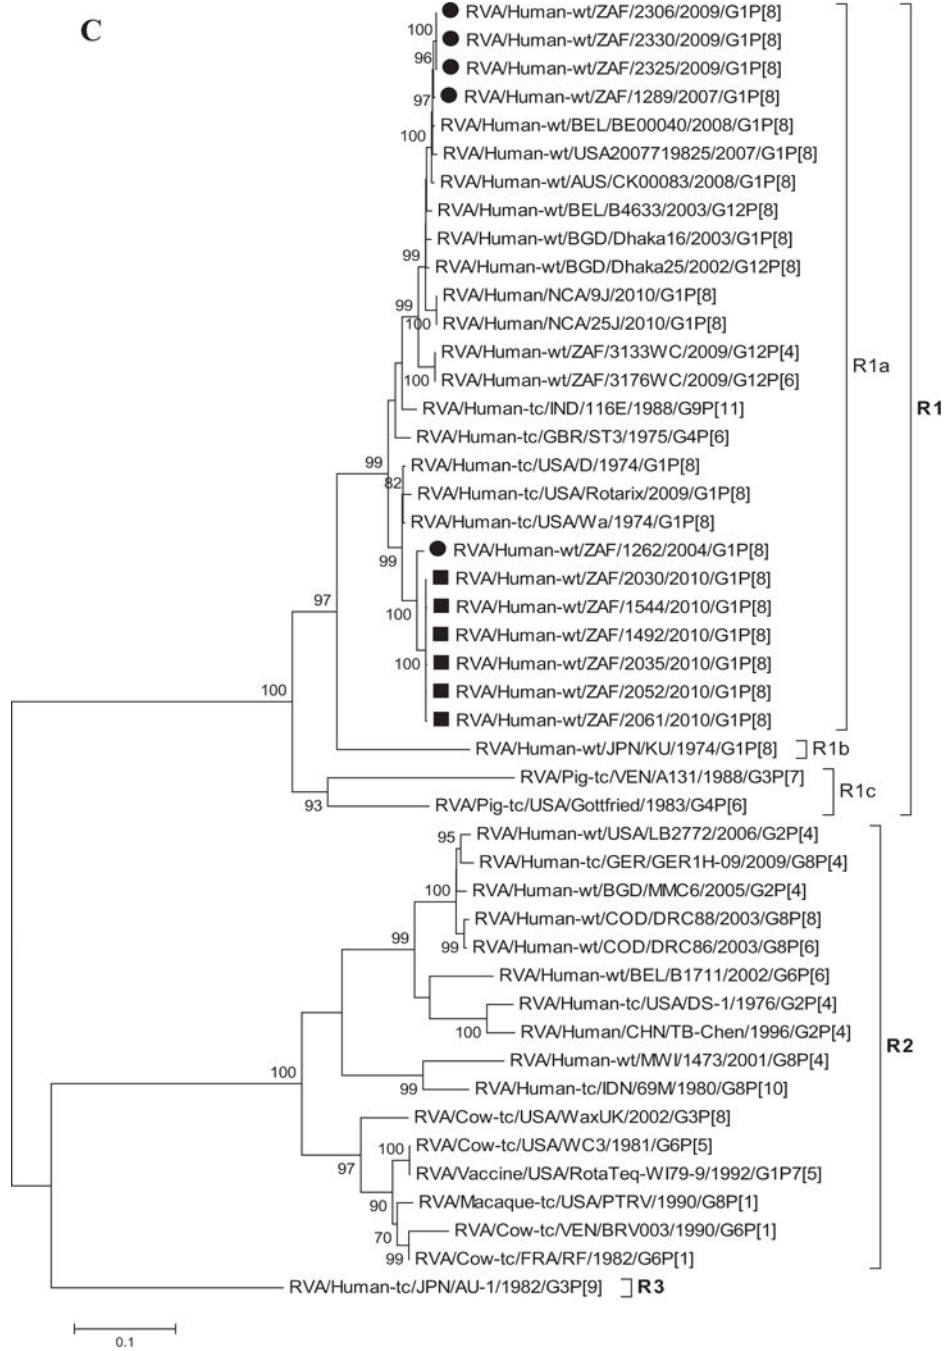 C
100
RVA/Human-wt/ZAF/2306/2009/G1P[8]
RVA/Human-wt/ZAF/2330/2009/G1P[8]
96
RVA/Human-wt/ZAF/2325/2009/G1P[8]
97
RVA/Human-wt/ZAF/1289/2007/G1P[8]
RVA/Human-wt/BEL/BE00040/2008/G1P[8]
100
RVA/Human-wt/USA2007719825/2007/G1P[8]
RVA/Human-wt/AUS/CK00083/2008/G1P[8]
RVA/Human-wt/BEL/B4633/2003/G12P[8]
RVA/Human-wt/BGD/Dhaka16/2003/G1P[8]
99
RVA/Human-wt/BGD/Dhaka25/2002/G12P[8]
RVA/Human/NCA/9J/2010/G1P[8]
99
100
RVA/Human/NCA/25J/2010/G1P[8]
RVA/Human-wt/ZAF/3133WC/2009/G12P[4]
R1a
100
RVA/Human-wt/ZAF/3176WC/2009/G12P[6]
RVA/Human-tc/IND/116E/1988/G9P[11]
R1
RVA/Human-tc/GBR/ST3/1975/G4P[6]
99
RVA/Human-tc/USA/D/1974/G1P[8]
82
RVA/Human-tc/USA/Rotarix/2009/G1P[8]
RVA/Human-tc/USA/Wa/1974/G1P[8]
99
RVA/Human-wt/ZAF/1262/2004/G1P[8]
RVA/Human-wt/ZAF/2030/2010/G1P[8]
97
100
RVA/Human-wt/ZAF/1544/2010/G1P[8]
RVA/Human-wt/ZAF/1492/2010/G1P[8]
100
RVA/Human-wt/ZAF/2035/2010/G1P[8]
100
RVA/Human-wt/ZAF/2052/2010/G1P[8]
RVA/Human-wt/ZAF/2061/2010/G1P[8]
RVA/Human-wt/JPN/KU/1974/G1P[8]
R1b
RVA/Pig-tc/VEN/A131/1988/G3P[7]
R1c
93
RVA/Pig-tc/USA/Gottfried/1983/G4P[6]
95
RVA/Human-wt/USA/LB2772/2006/G2P[4]
RVA/Human-tc/GER/GER1H-09/2009/G8P[4]
100
RVA/Human-wt/BGD/MMC6/2005/G2P[4]
RVA/Human-wt/COD/DRC88/2003/G8P[8]
99
99
RVA/Human-wt/COD/DRC86/2003/G8P[6]
RVA/Human-wt/BEL/B1711/2002/G6P[6]
RVA/Human-tc/USA/DS-1/1976/G2P[4]
100
RVA/Human/CHN/TB-Chen/1996/G2P[4]
R2
RVA/Human-wt/MWI/1473/2001/G8P[4]
100
99
RVA/Human-tc/IDN/69M/1980/G8P[10]
RVA/Cow-tc/USA/WaxUK/2002/G3P[8]
100
RVA/Cow-tc/USA/WC3/1981/G6P[5]
97
RVA/Vaccine/USA/RotaTeq-WI79-9/1992/G1P7[5]
90
RVA/Macaque-tc/USA/PTRV/1990/G8P[1]
70
RVA/Cow-tc/VEN/BRV003/1990/G6P[1]
99
RVA/Cow-tc/FRA/RF/1982/G6P[1]
RVA/Human-tc/JPN/AU-1/1982/G3P[9]
R3
0.1